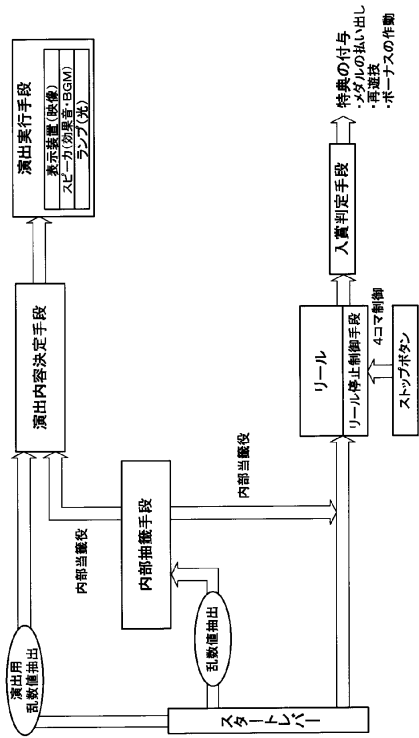 演出用
乱数値抽出
演出内容決定手段
演出実行手段
表示装置(映像)
スピーカ(効果音・BGM)
ランプ(光)
内部当籤役
内部抽籤手段
内部当籤役
乱数値抽出
スタートレバー
リール
リール停止制御手段
4コマ制御
ストップボタン
入賞判定手段
特典の付与
・メダルの払い出し
・再遊技
・ボーナスの作動